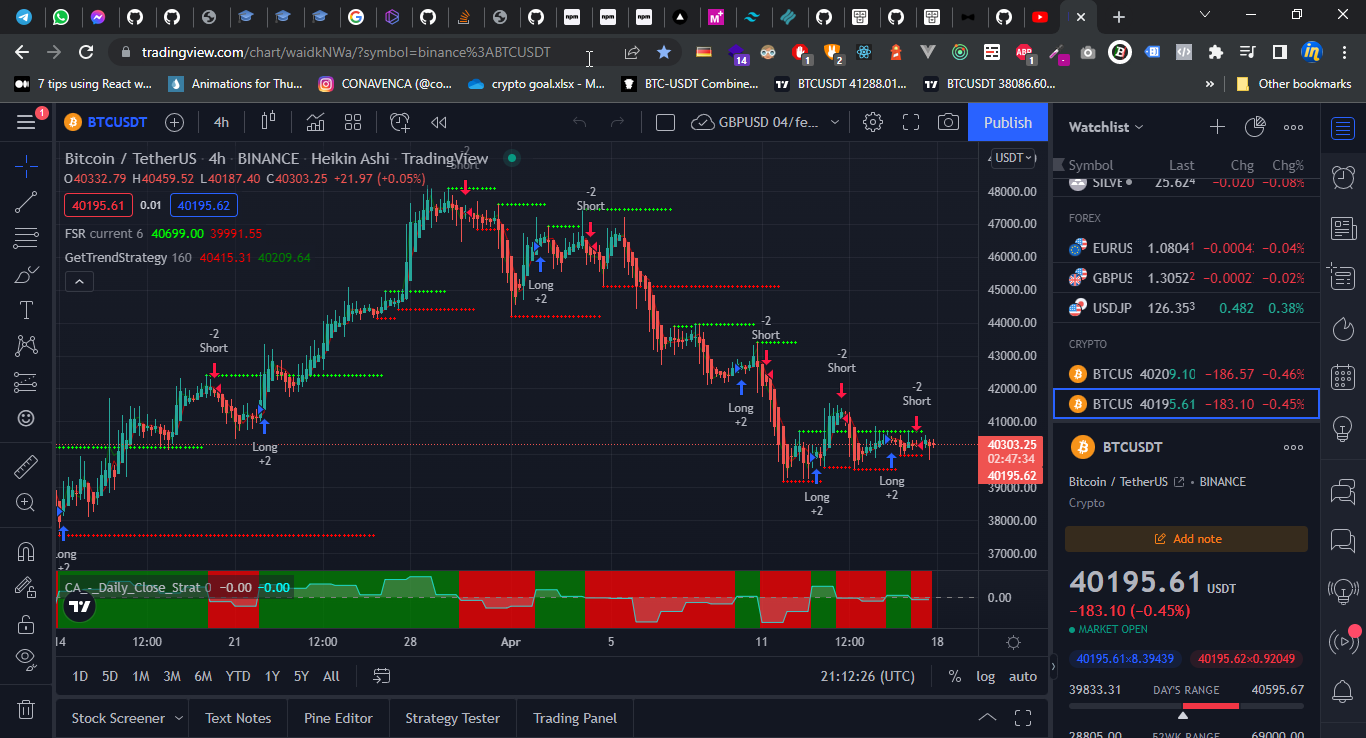 14
1
2
ABP
1
tradingview.com/chart/waidkNWa/?symbol=binance%3ABTCUSDT
7 tips using React w...
Animations for Thu...
CONAVENCA (@co...
crypto goal.xlsx - M...
BTC-USDT Combine...
BTCUSDT 41288.01...
BTCUSDT 38086.60...
»
Other bookmarks
1
BTCUSDT
4h
GBPUSD 04/fe...
Publish
Watchlist
Bitcoin / TetherUS · 4h · BINANCE · Heikin Ashi · TradingView
O40332.79 H40459.52 L40187.40 C40303.25 +21.97 (+0.05%)
40195.61 0.01 40195.62
FSR current 6 40699.00 39991.55
GetTrendStrategy 160 40415.31 40209.64
USDT
48000.00
47000.00
46000.00
45000.00
44000.00
43000.00
42000.00
41000.00
40303.25
02:47:34
40195.62
39000.00
38000.00
37000.00
-2
Short
-2
Short
Long
+2
-2
Short
Long
+2
-2
Short
Long
+2
-2
Short
Long
+2
-2
Short
Long
+2
Long
+2
CA_-_Daily_Close_Strat 0 −0.00 −0.00
0.00
14 12:00 21 12:00 28 Apr 5 11 12:00 18
1D 5D 1M 3M 6M YTD 1Y 5Y All
21:12:26 (UTC) % log auto
Stock Screener Text Notes Pine Editor Strategy Tester Trading Panel
Symbol Last Chg Chg%
SILVE 25.624 −0.020 −0.08%
FOREX
EURUS 1.08041 −0.0004 −0.04%
GBPUS 1.30522 −0.0002 −0.02%
USDJP 126.353 0.482 0.38%
CRYPTO
BTCUS 40209.10 −186.57 −0.46%
BTCUS 40195.61 −183.10 −0.45%
BTCUSDT
Bitcoin / TetherUS • BINANCE
Crypto
Add note
40195.61 USDT
−183.10 (−0.45%)
MARKET OPEN
40195.61×8.39439 40195.62×0.92049
39833.31 DAY'S RANGE 40595.67
28805.00 52WK RANGE 69000.00